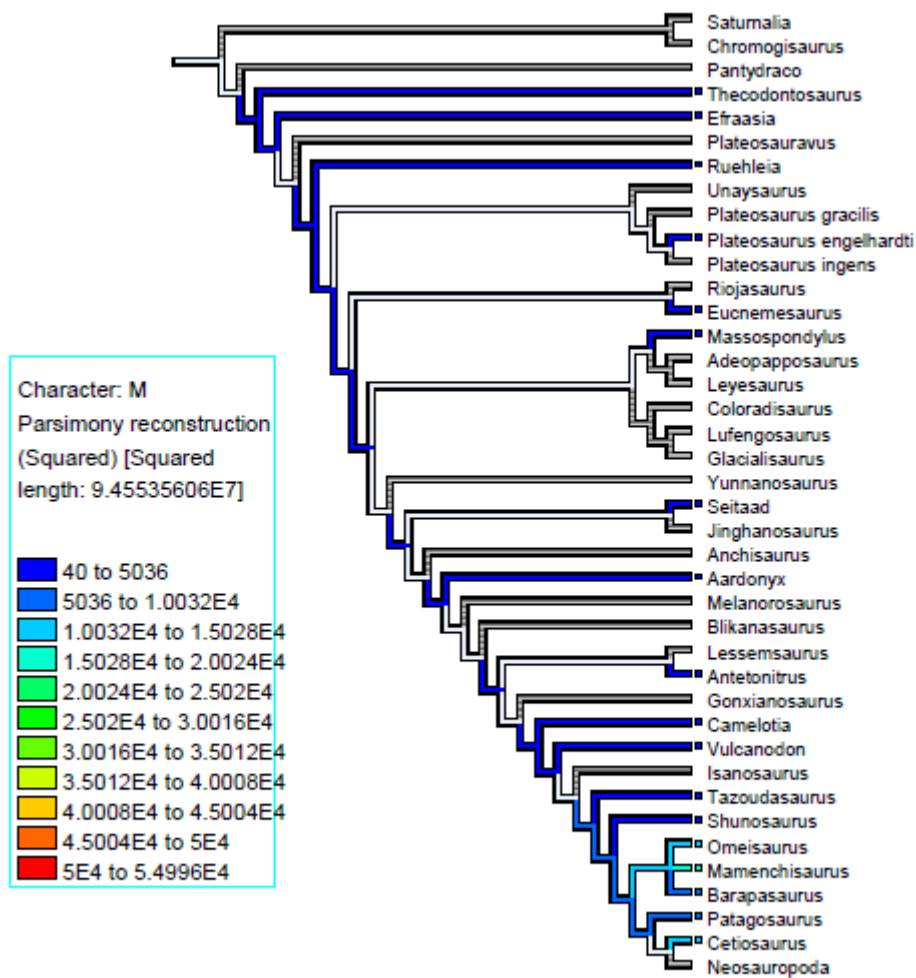 Saturnalia
Chromogisaurus
Pantydraco
Thecodontosaurus
Efraasia
Plateosauravus
Ruehleia
Unaysaurus
Plateosaurus gracilis
Plateosaurus engelhardti
Plateosaurus ingens
Riojasaurus
Eucnemesaurus
Massospondylus
Adeopapposaurus
Leyesaurus
Coloradisaurus
Lufengosaurus
Glacialisaurus
Yunnanosaurus
Seitaad
Jinghanosaurus
Anchisaurus
Aardonyx
Melanorosaurus
Blikanasaurus
Lessemsaurus
Antetonitrus
Gonxianosaurus
Camelotia
Vulcanodon
Isanosaurus
Tazoudasaurus
Shunosaurus
Omeisaurus
Mamenchisaurus
Barapasaurus
Patagosaurus
Cetiosaurus
Neosauropoda
Character: M
Parsimony reconstruction
(Squared) [Squared
length: 9.45535606E7]
40 to 5036
5036 to 1.0032E4
1.0032E4 to 1.5028E4
1.5028E4 to 2.0024E4
2.0024E4 to 2.502E4
2.502E4 to 3.0016E4
3.0016E4 to 3.5012E4
3.5012E4 to 4.0008E4
4.0008E4 to 4.5004E4
4.5004E4 to 5E4
5E4 to 5.4996E4